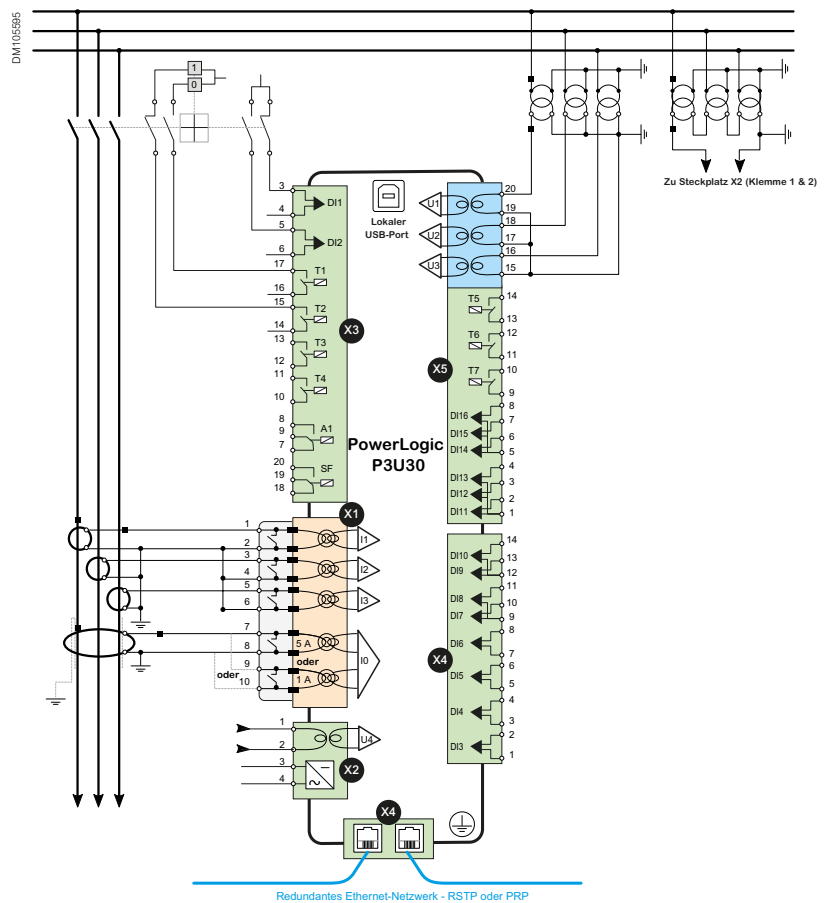 DM105595
1
0
Zu Steckplatz X2 (Klemme 1 & 2)
Lokaler
USB-Port
3
4
5
6
17
16
15
14
13
12
11
10
8
9
7
20
19
18
DI1
DI2
T1
T2
T3
T4
A1
SF
X3
U1
U2
U3
20
19
18
17
16
15
T5
T6
T7
14
13
12
11
10
9
X5
DI16
DI15
DI14
DI13
DI12
DI11
8
7
6
5
4
3
2
1
PowerLogic
P3U30
X1
1
2
3
4
5
6
7
8
9
10
oder
5 A
oder
1 A
I1
I2
I3
I0
X4
DI10
DI9
DI8
DI7
DI6
DI5
DI4
DI3
14
13
12
11
10
9
8
7
6
5
4
3
2
1
1
2
3
4
U4
X2
X4
Redundantes Ethernet-Netzwerk - RSTP oder PRP